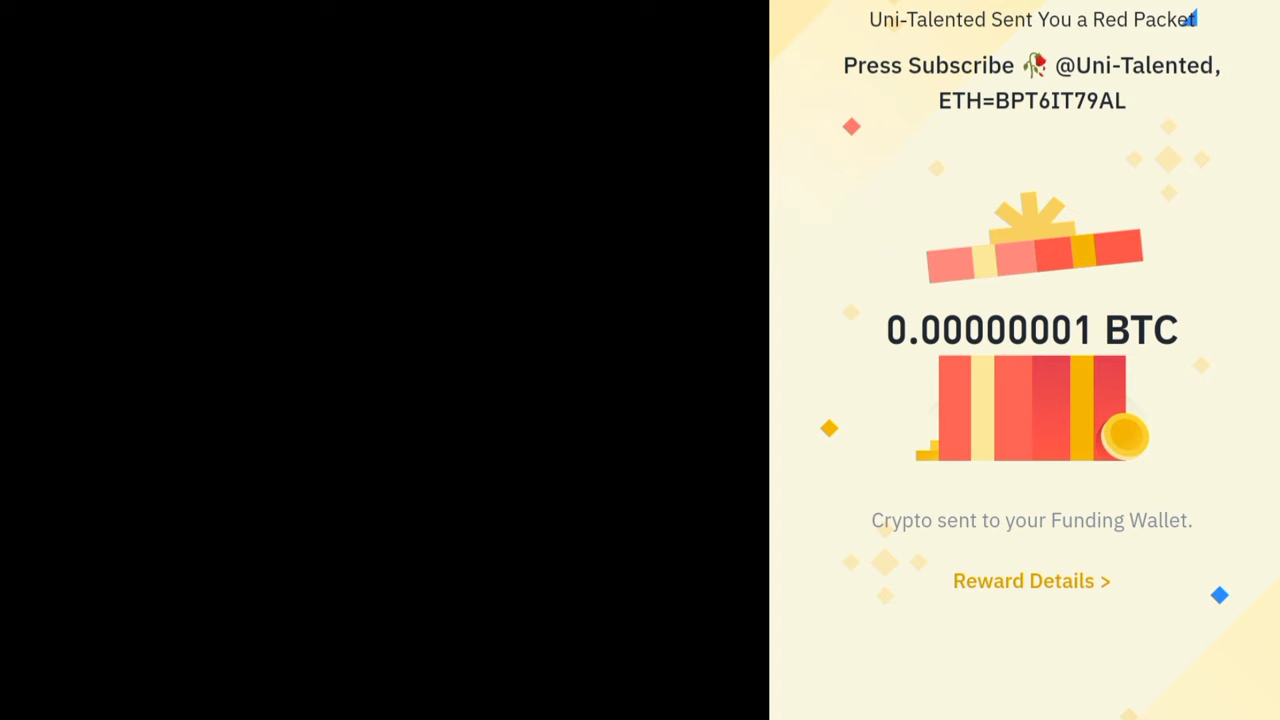 Uni-Talented Sent You a Red Packet
Press Subscribe 🥀 @Uni-Talented,
ETH=BPT6IT79AL
0.00000001 BTC
Crypto sent to your Funding Wallet.
Reward Details >